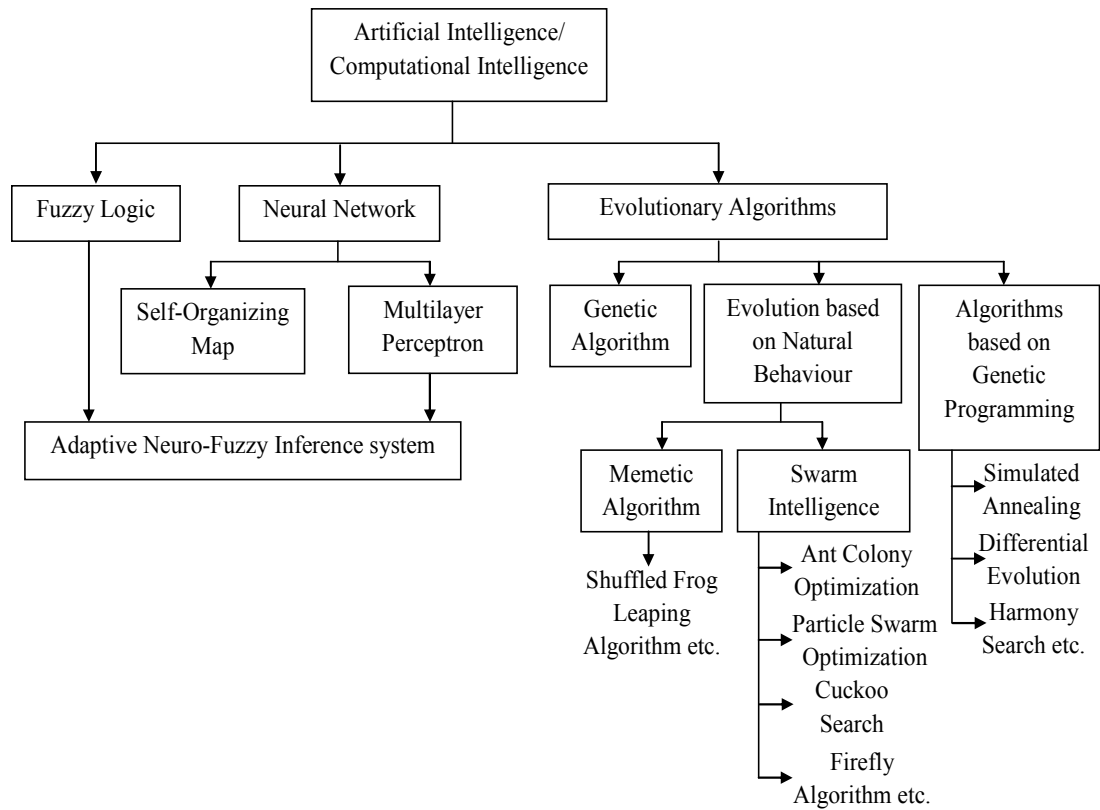 Artificial Intelligence/
Computational Intelligence
Fuzzy Logic
Neural Network
Evolutionary Algorithms
Self-Organizing
Map
Multilayer
Perceptron
Genetic
Algorithm
Evolution based
on Natural
Behaviour
Algorithms
based on
Genetic
Programming
Adaptive Neuro-Fuzzy Inference system
Memetic
Algorithm
Swarm
Intelligence
Shuffled Frog
Leaping
Algorithm etc.
Ant Colony
Optimization
Particle Swarm
Optimization
Cuckoo
Search
Firefly
Algorithm etc.
Simulated
Annealing
Differential
Evolution
Harmony
Search etc.